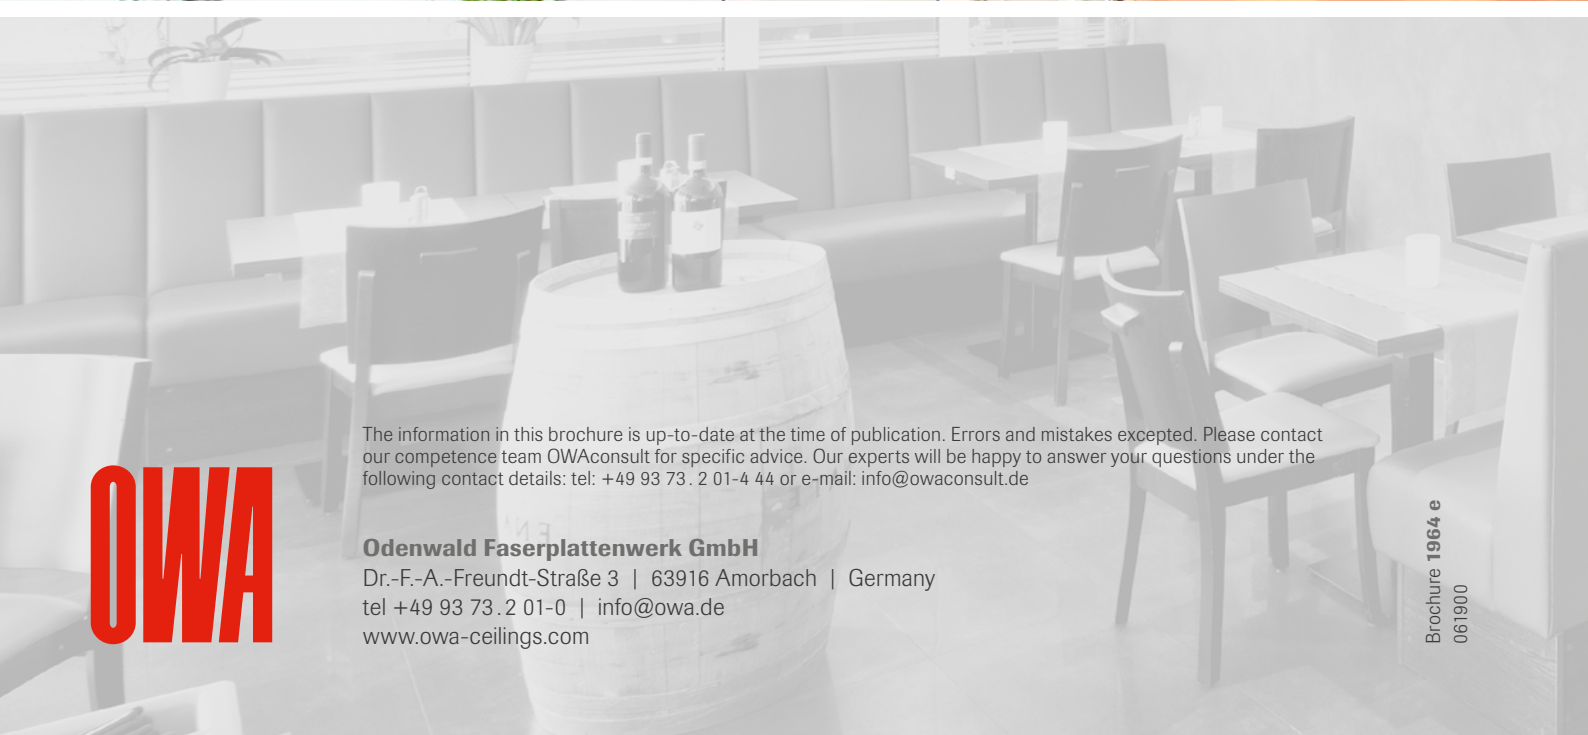 The information in this brochure is up-to-date at the time of publication. Errors and mistakes excepted. Please contact
our competence team OWAconsult for specific advice. Our experts will be happy to answer your questions under the
following contact details: tel: +49 93 73 . 2 01-4 44 or e-mail: info@owaconsult.de
OWA
Odenwald Faserplattenwerk GmbH
Dr.-F.-A.-Freundt-Straße 3 | 63916 Amorbach | Germany
tel +49 93 73 . 2 01-0 | info@owa.de
www.owa-ceilings.com
Brochure 1964 e
061900